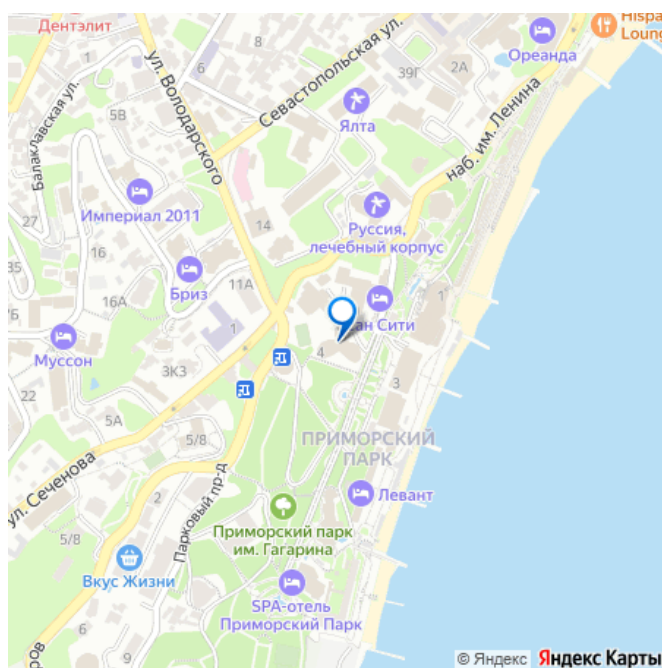 Дентэлит
6
8
Hispa
Loung
Ореанда
2А
39Г
Севастопольская ул.
ул. Володарского
5В
Балаклавская ул.
Ялта
наб. им. Ленина
27
Империал 2011
14
Руссия,
лечебный корпус
35
Бриз
11А
16А
1
ан Сити
1
Муссон
4
3К3
3
22
5А
5/8
ПРИМОРСКИЙ
ПАРК
ул. Сеченова
2
Левант
Парковый пр-д
5/8
Приморский парк
им. Гагарина
Вкус Жизни
SPA-отель
Приморский Парк
6
9
ров
© Яндекс Яндекс Карты